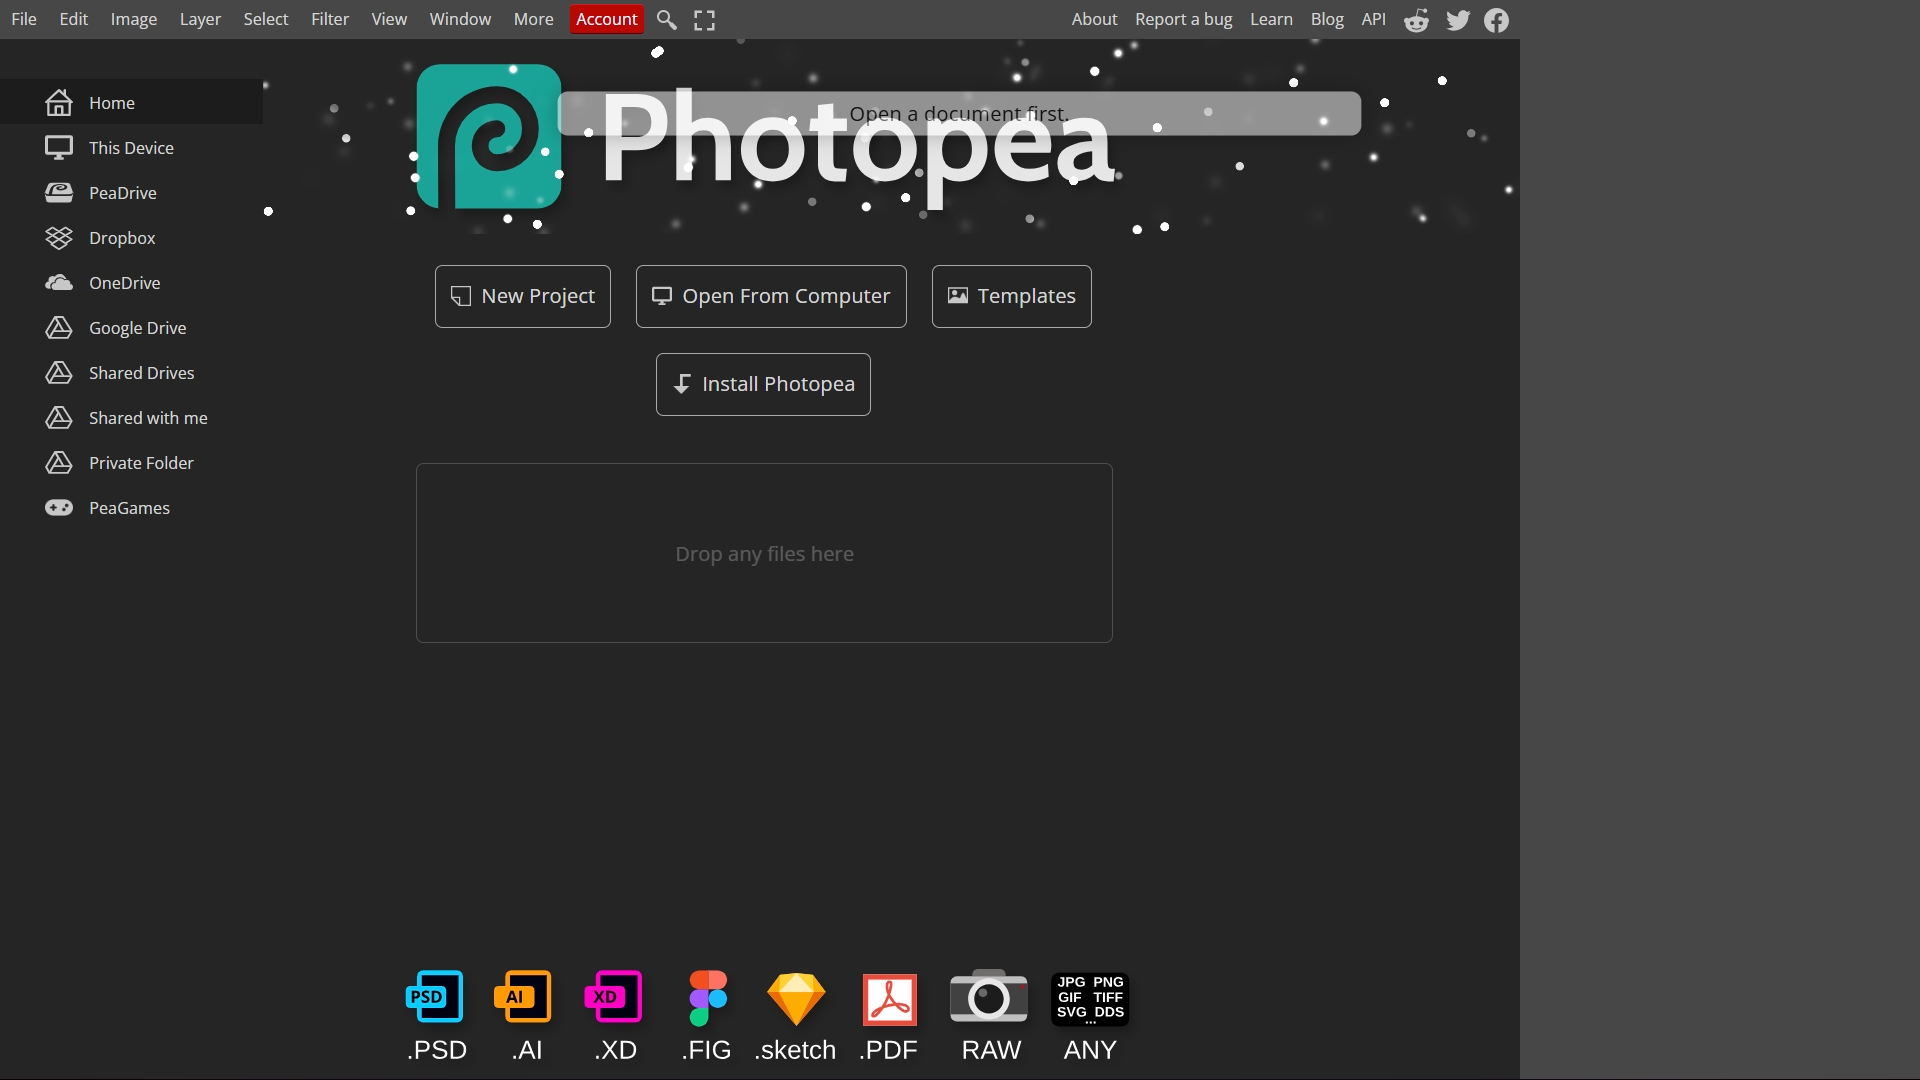 File Edit Image Layer Select Filter View Window More Account About Report a bug Learn Blog API
Open a document first.
Photopea
Home
This Device
PeaDrive
Dropbox
OneDrive
Google Drive
Shared Drives
Shared with me
Private Folder
PeaGames
New Project
Open From Computer
Templates
Install Photopea
Drop any files here
PSD
AI
XD
JPG PNG
GIF TIFF
SVG DDS
...
.PSD .AI .XD .FIG .sketch .PDF RAW ANY